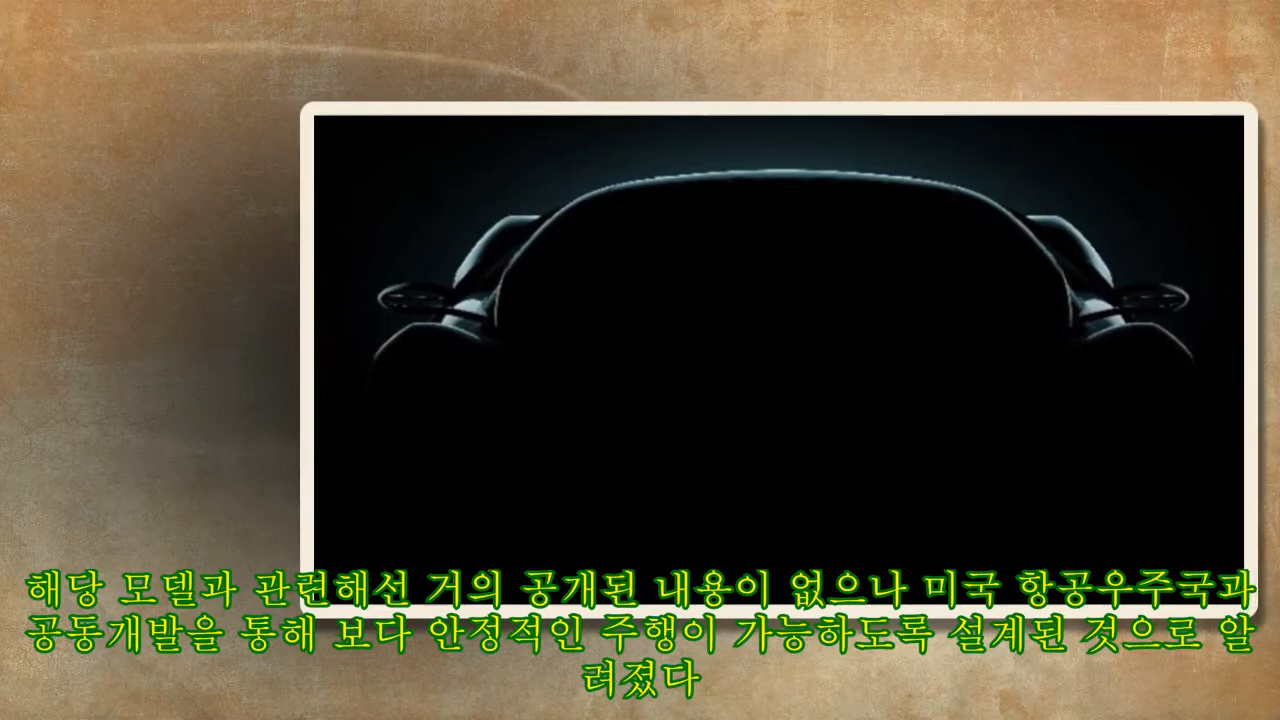 해당 모델과 관련해선 거의 공개된 내용이 없으나 미국 항공우주국과
공동개발을 통해 보다 안정적인 주행이 가능하도록 설계된 것으로 알
려졌다